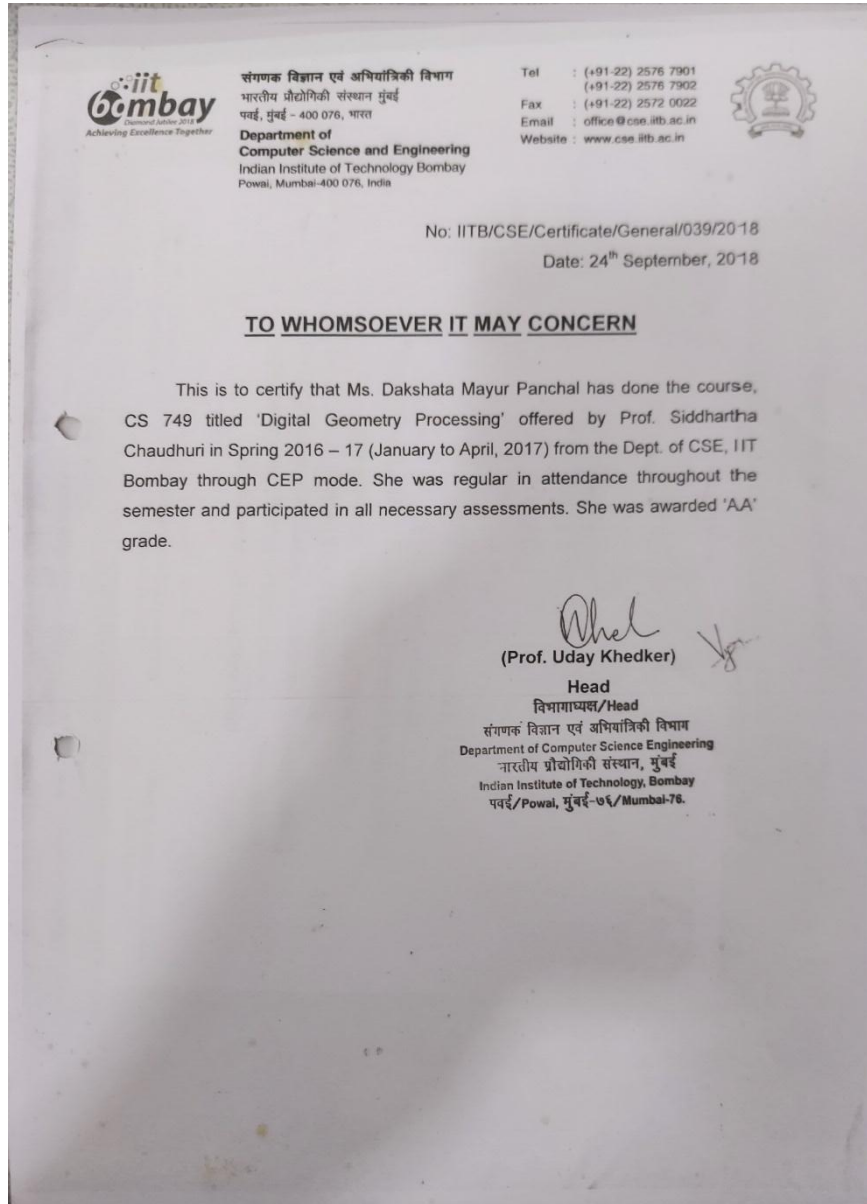 iit
bombay
Diamond Jubilee 2018
Achieving Excellence Together
संगणक विज्ञान एवं अभियांत्रिकी विभाग
भारतीय प्रौद्योगिकी संस्थान मुंबई
पवई, मुंबई – 400 076, भारत
Department of
Computer Science and Engineering
Indian Institute of Technology Bombay
Powai, Mumbai-400 076, India
Tel : (+91-22) 2576 7901
(+91-22) 2576 7902
Fax : (+91-22) 2572 0022
Email : office@cse.iitb.ac.in
Website : www.cse.iitb.ac.in
No: IITB/CSE/Certificate/General/039/2018
Date: 24th September, 2018
TO WHOMSOEVER IT MAY CONCERN
This is to certify that Ms. Dakshata Mayur Panchal has done the course,
CS 749 titled 'Digital Geometry Processing' offered by Prof. Siddhartha
Chaudhuri in Spring 2016 – 17 (January to April, 2017) from the Dept. of CSE, IIT
Bombay through CEP mode. She was regular in attendance throughout the
semester and participated in all necessary assessments. She was awarded 'AA'
grade.
(Prof. Uday Khedker)
Head
विभागाध्यक्ष/Head
संगणक विज्ञान एवं अभियांत्रिकी विभाग
Department of Computer Science Engineering
भारतीय प्रौद्योगिकी संस्थान, मुंबई
Indian Institute of Technology, Bombay
पवई/Powai, मुंबई-७६/Mumbai-76.